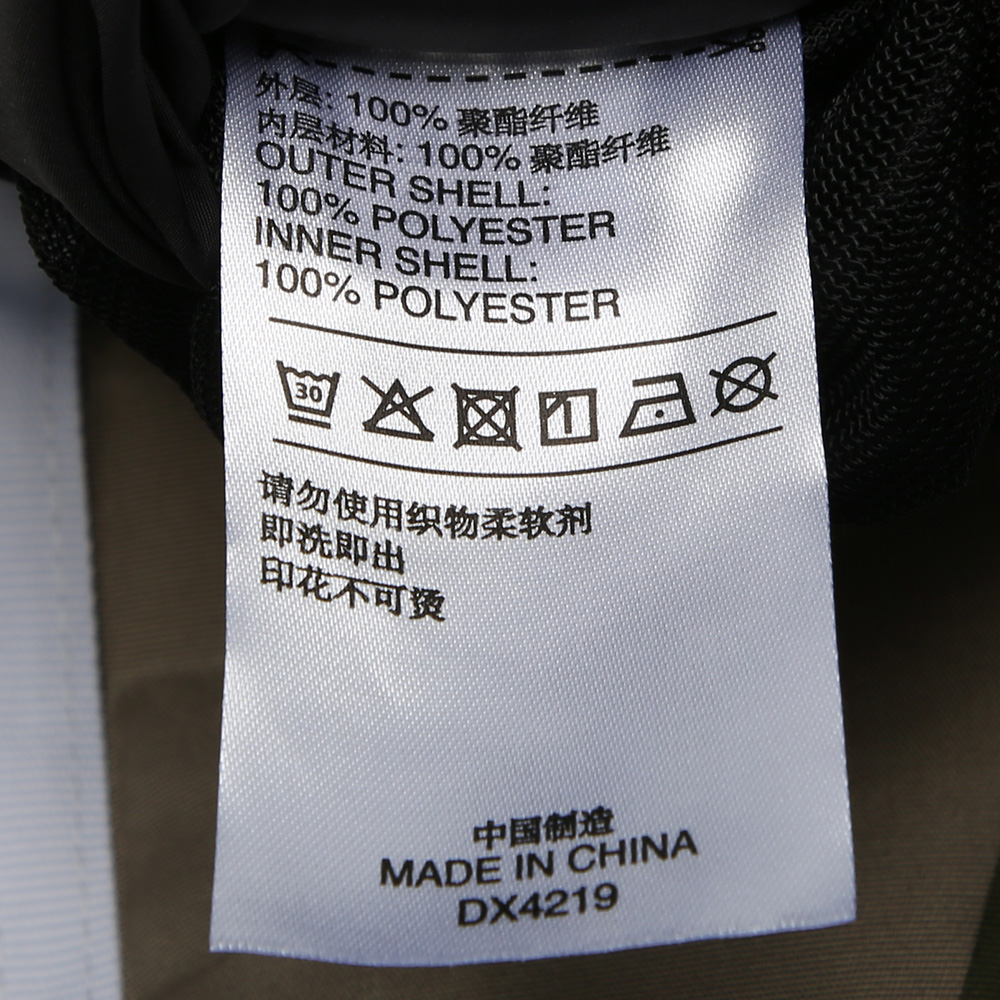 外层: 100% 聚酯纤维
内层材料: 100% 聚酯纤维
OUTER SHELL:
100% POLYESTER
INNER SHELL:
100% POLYESTER
30
1
请勿使用织物柔软剂
即洗即出
印花不可烫
中国制造
MADE IN CHINA
DX4219